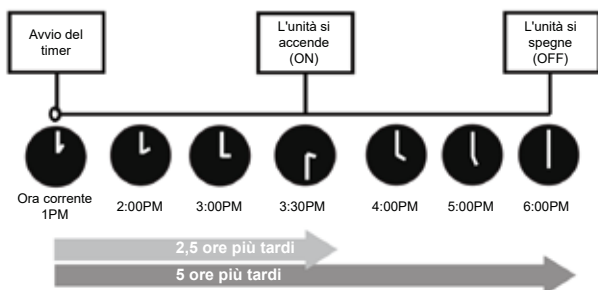 Avvio del
timer
L'unità si
accende
(ON)
L'unità si
spegne
(OFF)
Ora corrente
1PM
2:00PM
3:00PM
3:30PM
4:00PM
5:00PM
6:00PM
2,5 ore più tardi
5 ore più tardi